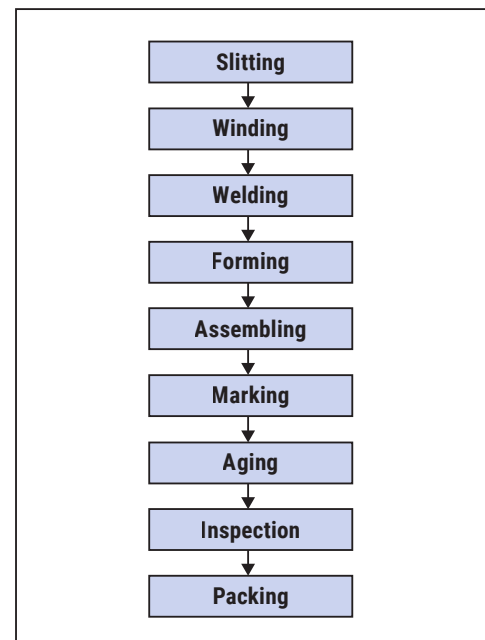 Slitting
Winding
Welding
Forming
Assembling
Marking
Aging
Inspection
Packing